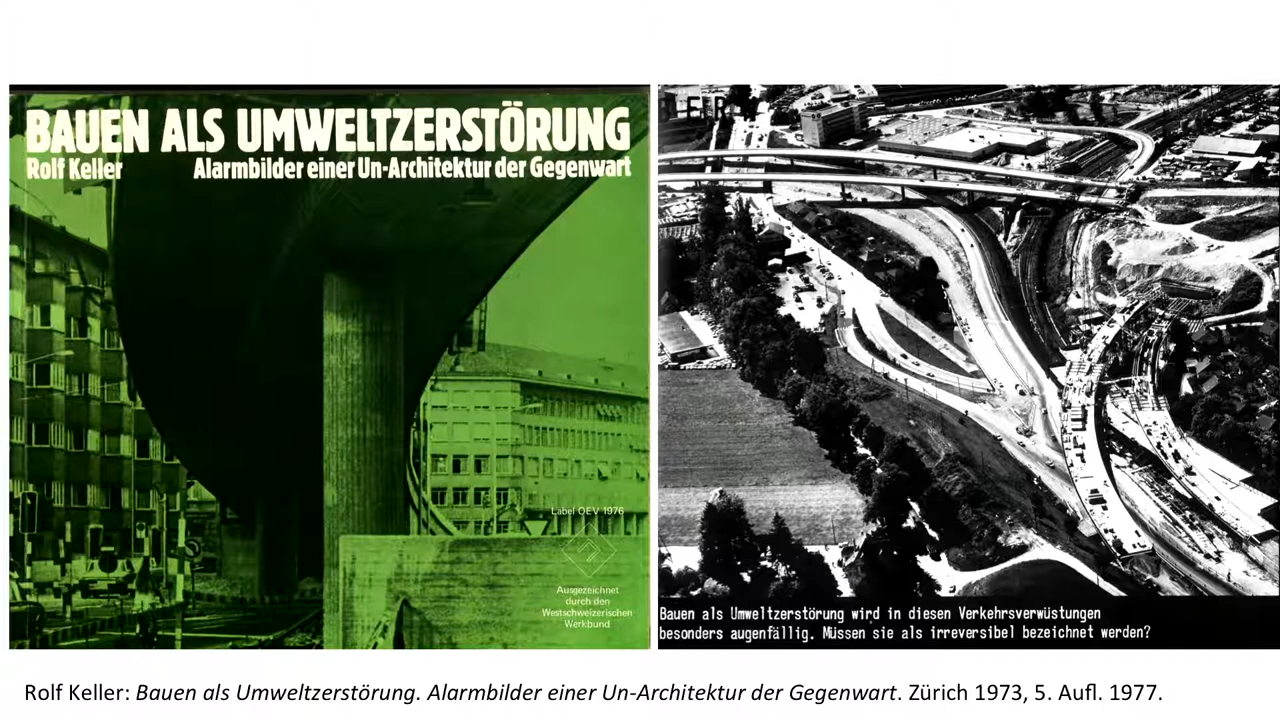 BAUEN ALS UMWELTZERSTÖRUNG
Rolf Keller Alarmbilder einer Un-Architektur der Gegenwart
Label OEV 1976
Ausgezeichnet
durch den
Westschweizerischen
Werkbund
Bauen als Umweltzerstörung wird in diesen Verkehrsverwüstungen
besonders augenfällig. Müssen sie als irreversibel bezeichnet werden?
Rolf Keller: Bauen als Umweltzerstörung. Alarmbilder einer Un-Architektur der Gegenwart. Zürich 1973, 5. Aufl. 1977.